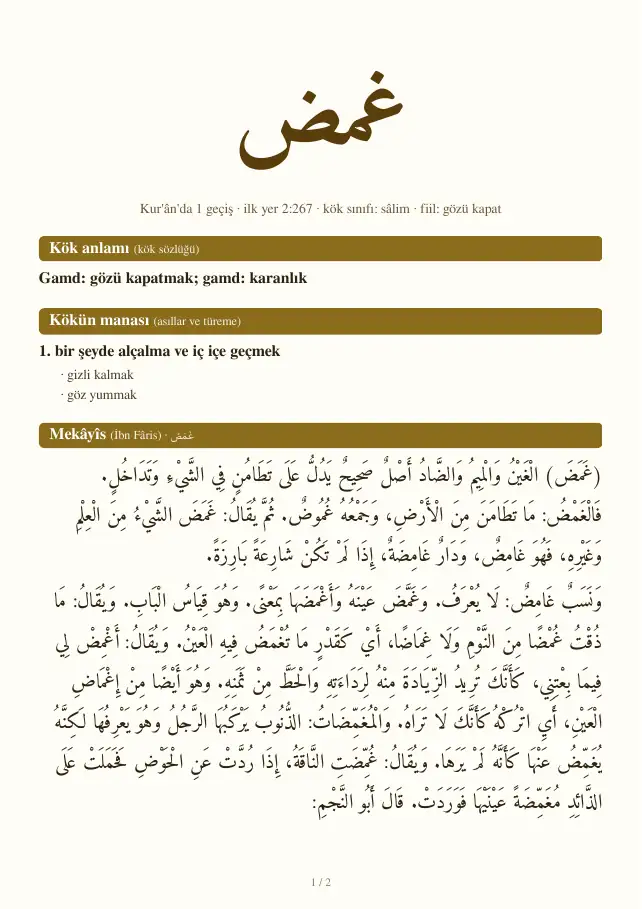 غمض
Kur'ân'da 1 geçiş · ilk yer 2:267 · kök sınıfı: sâlim · fiil: gözü kapat
Kök anlamı (kök sözlüğü)
Gamd: gözü kapatmak; gamd: karanlık
Kökün manası (asıllar ve türeme)
1. bir şeyde alçalma ve iç içe geçmek
· gizli kalmak
· göz yummak
Mekâyîs (İbn Fâris) · غَمَضَ
(غَمَضَ) الْغَيْنُ وَالْمِيمُ وَالضَّادُ أَصْلٌ صَحِيحٌ يَدُلُّ عَلَى تَطَامُنٍ فِي الشَّيْءِ وَتَدَاخُلٍ.
فَالْغَمْضُ: مَا تَطَامَنَ مِنَ الْأَرْضِ، وَجَمْعُهُ غُمُوضٌ. ثُمَّ يُقَالُ: غَمَضَ الشَّيْءُ مِنَ الْعِلْمِ
وَغَيْرِهِ، فَهُوَ غَامِضٌ، وَدَارٌ غَامِضَةٌ، إِذَا لَمْ تَكُنْ شَارِعَةً بَارِزَةً.
وَنَسَبٌ غَامِضٌ: لَا يُعْرَفُ. وَغَمَّضَ عَيْنَهُ وَأَغْمَضَهَا بِمَعْنًى. وَهُوَ قِيَاسُ الْبَابِ. وَيُقَالُ: مَا
ذُقْتُ غُمْضًا مِنَ النَّوْمِ وَلَا غِمَاضًا، أَيْ كَقَدْرِ مَا تُغْمَضُ فِيهِ الْعَيْنُ. وَيُقَالُ: أَغْمِضْ لِي
فِيمَا بِعْتِنِي، كَأَنَّكَ تُرِيدُ الزِّيَادَةَ مِنْهُ لِرَدَاءَتِهِ وَالْحَطَّ مِنْ ثَمَنِهِ. وَهُوَ أَيْضًا مِنْ إِغْمَاضِ
الْعَيْنِ، أَيِ اتْرُكْهُ كَأَنَّكَ لَا تَرَاهُ. وَالْمُغَمِّضَاتُ: الذُّنُوبُ يَرْكَبُهَا الرَّجُلُ وَهُوَ يَعْرِفُهَا لَكِنَّهُ
يُغَمِّضُ عَنْهَا كَأَنَّهُ لَمْ يَرَهَا. وَيُقَالُ: غُمِّضَتِ النَّاقَةُ، إِذَا رُدَّتْ عَنِ الْحَوْضِ فَحَمَلَتْ عَلَى
الذَّائِدِ مُغَمِّضَةً عَيْنَيْهَا فَوَرَدَتْ. قَالَ أَبُو النَّجْمِ:
1 / 2